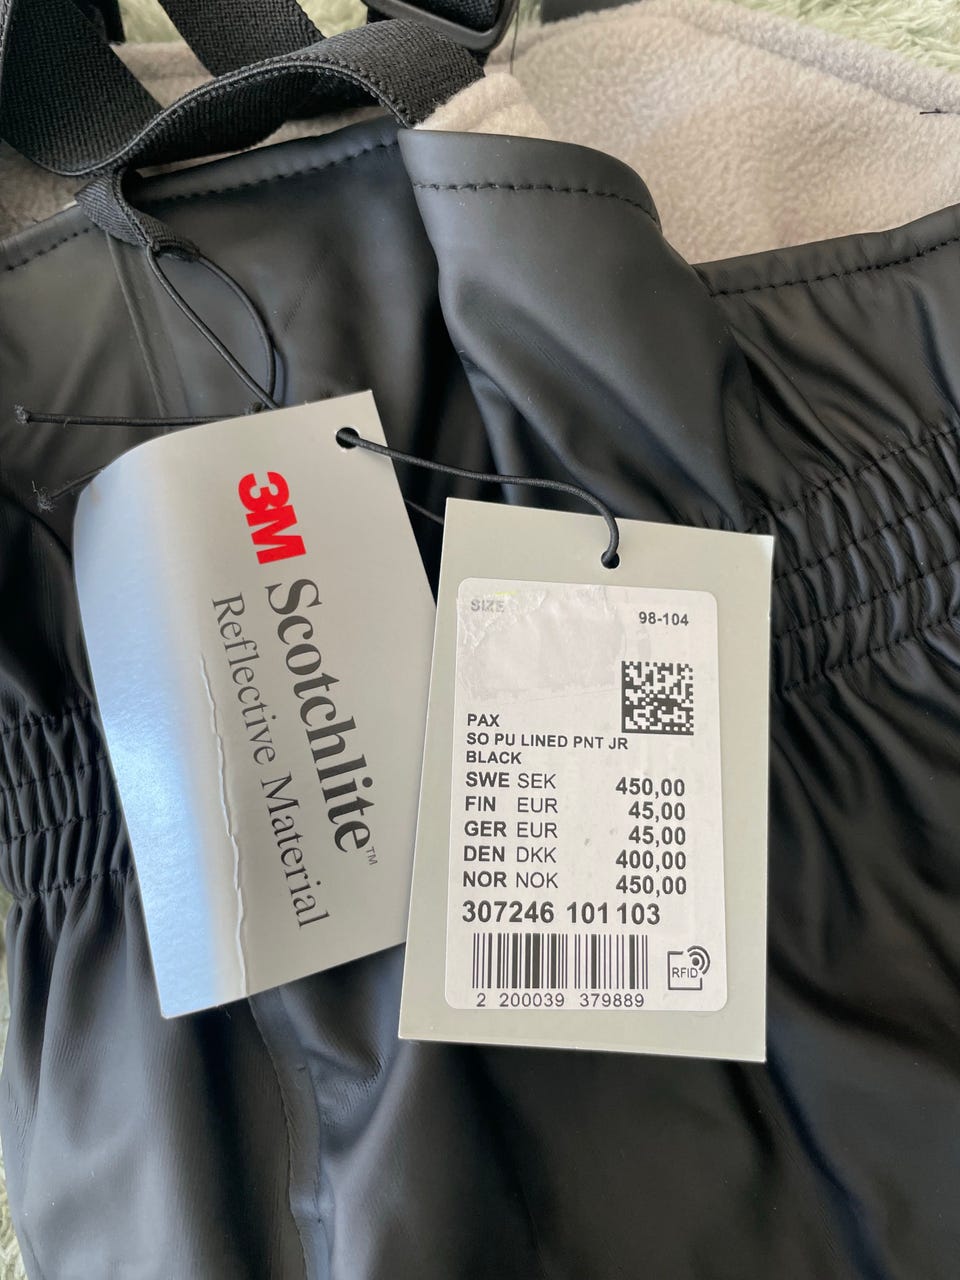 3M Scotchlite™
Reflective Material
SIZE
98-104
PAX
SO PU LINED PNT JR
BLACK
SWE SEK 450,00
FIN EUR 45,00
GER EUR 45,00
DEN DKK 400,00
NOR NOK 450,00
307246 101 103
RFID
2 200039 379889